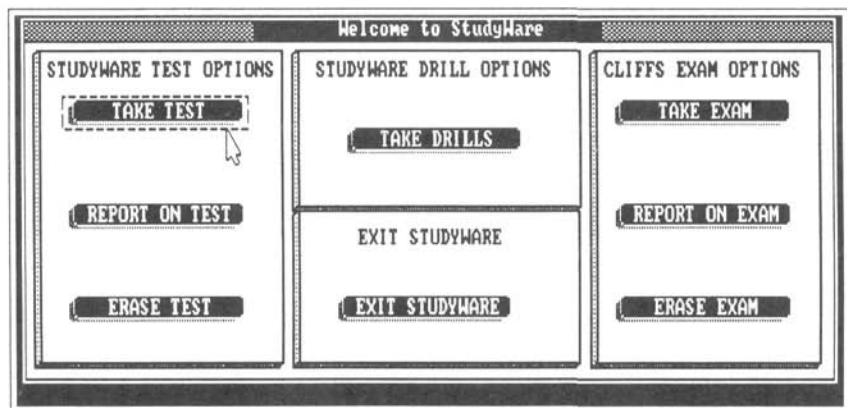 Welcome to StudyWare
STUDYWARE TEST OPTIONS
TAKE TEST
REPORT ON TEST
ERASE TEST
STUDYWARE DRILL OPTIONS
TAKE DRILLS
EXIT STUDYWARE
EXIT STUDYWARE
CLIFFS EXAM OPTIONS
TAKE EXAM
REPORT ON EXAM
ERASE EXAM